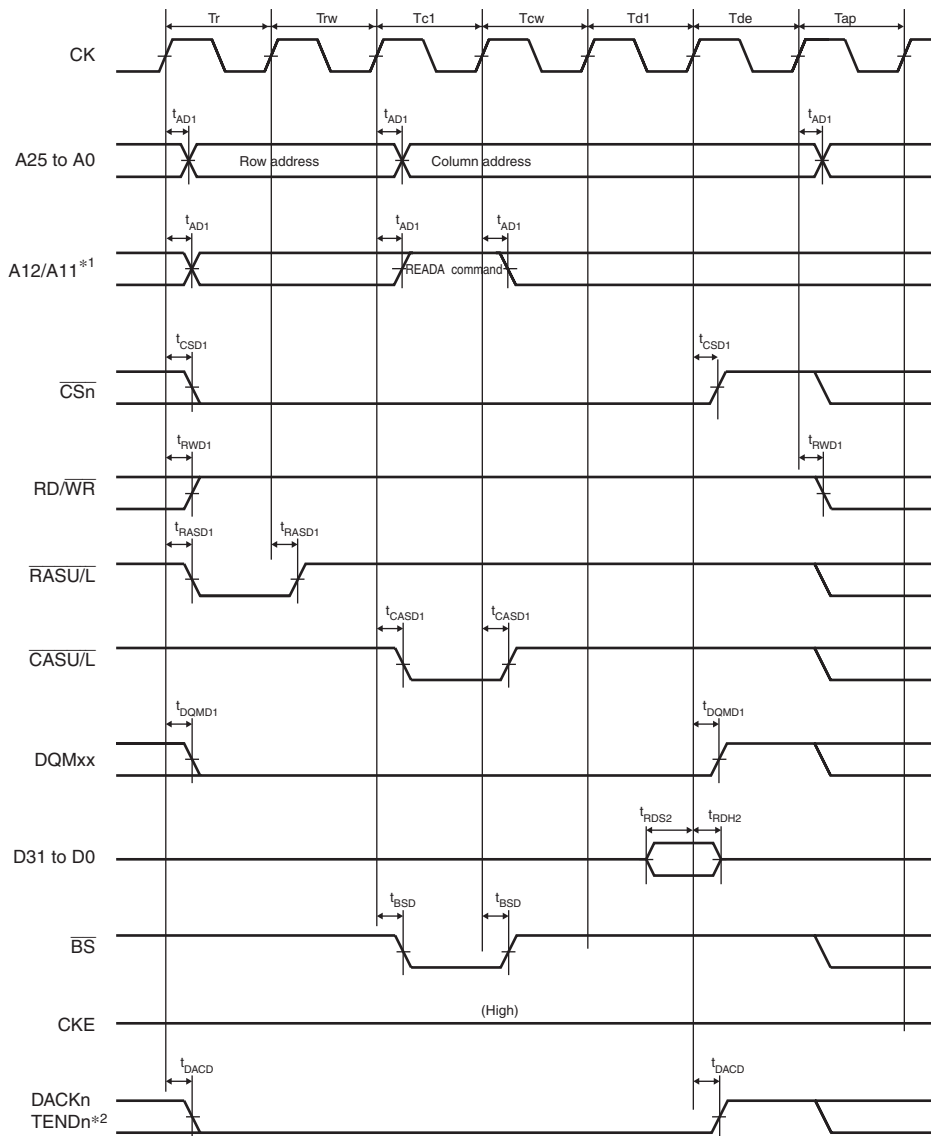 Tr Trw Tc1 Tcw Td1 Tde Tap
CK
tAD1 tAD1 tAD1
A25 to A0 Row address Column address
tAD1 tAD1 tAD1
A12/A11*1 READA command
tCSD1 tCSD1
CSn
tRWD1 tRWD1
RD/WR
tRASD1 tRASD1
RASU/L
tCASD1 tCASD1
CASU/L
tDQMD1 tDQMD1
DQMxx
tRDS2 tRDH2
D31 to D0
tBSD tBSD
BS
(High)
CKE
tDACD tDACD
DACKn
TENDn*2